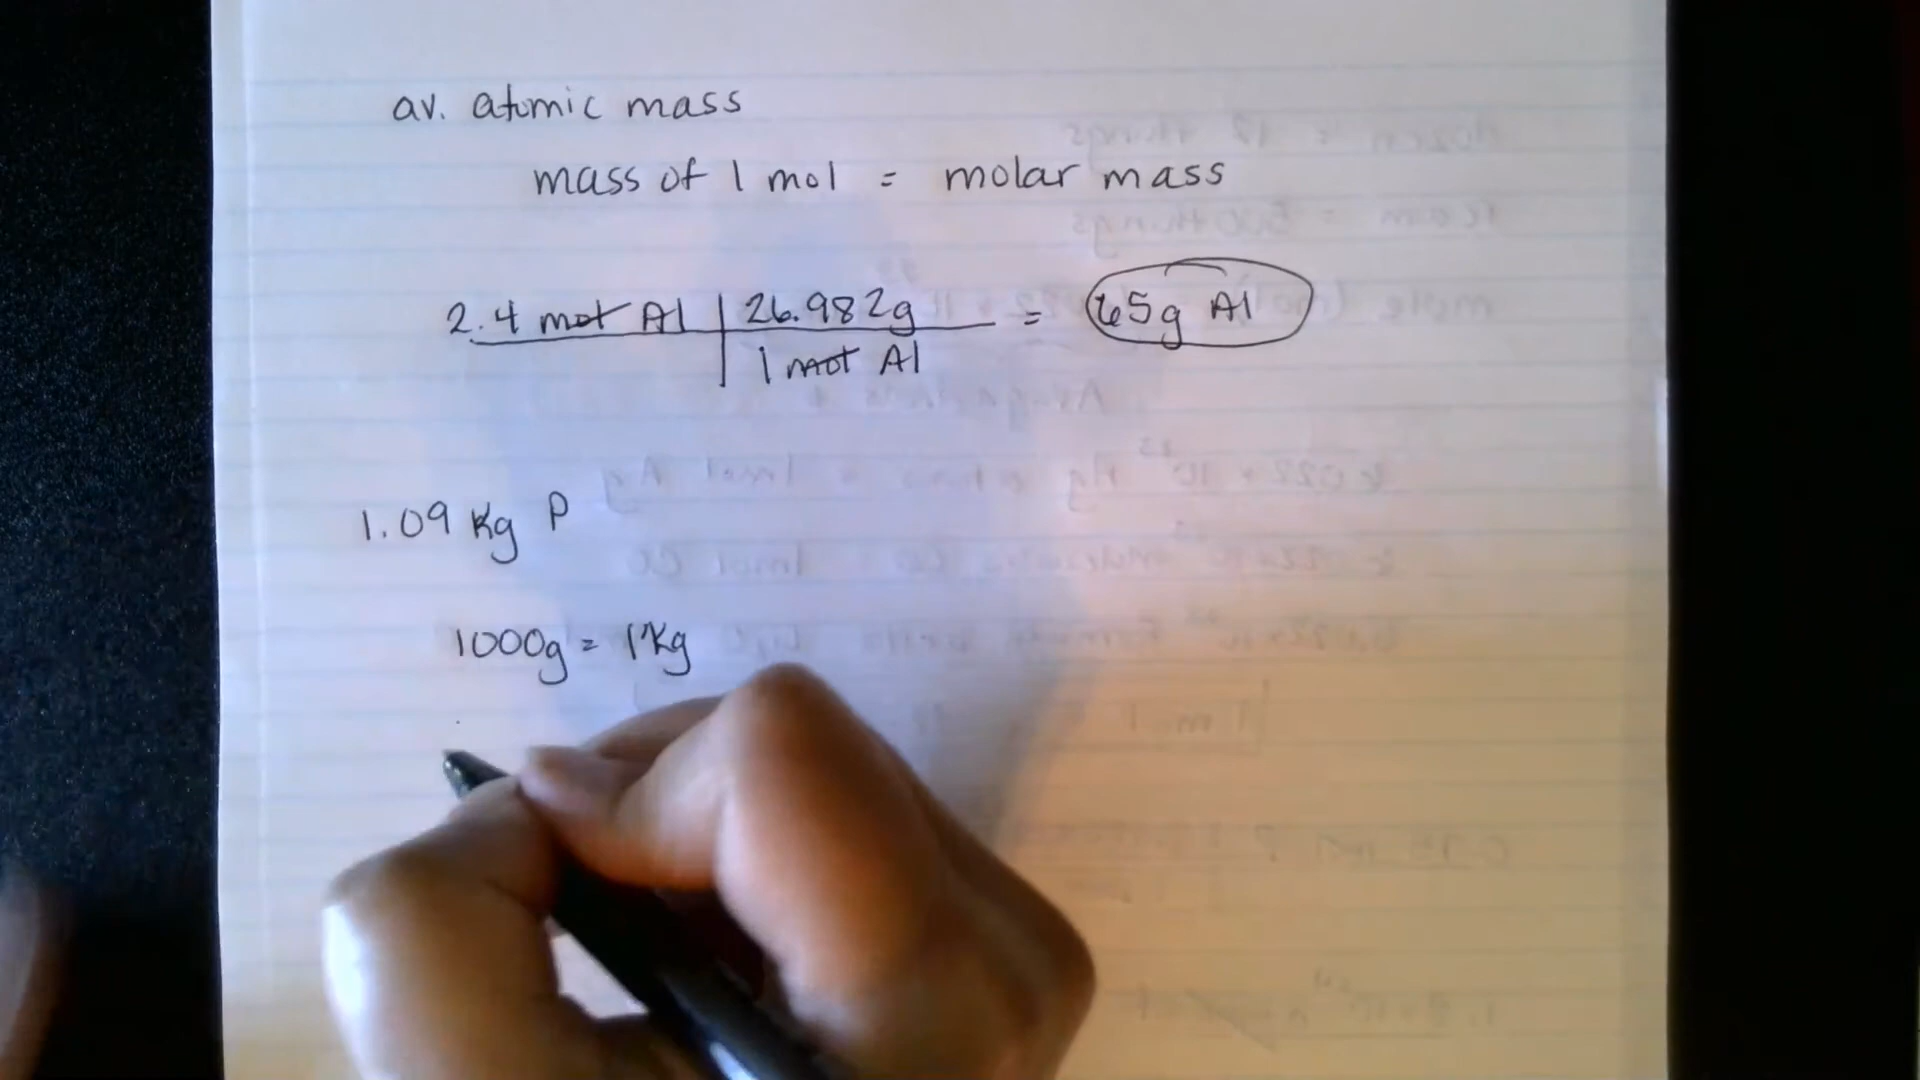 av. atomic mass
mass of 1 mol = molar mass
2.4 mol Al | 26.982g = 65g Al
1 mol Al
1.09 Kg P
1000g = 1Kg